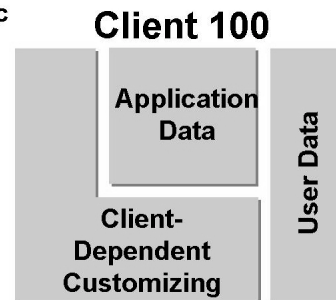 c
Client 100
Application
Data
User Data
Client-
Dependent
Customizing